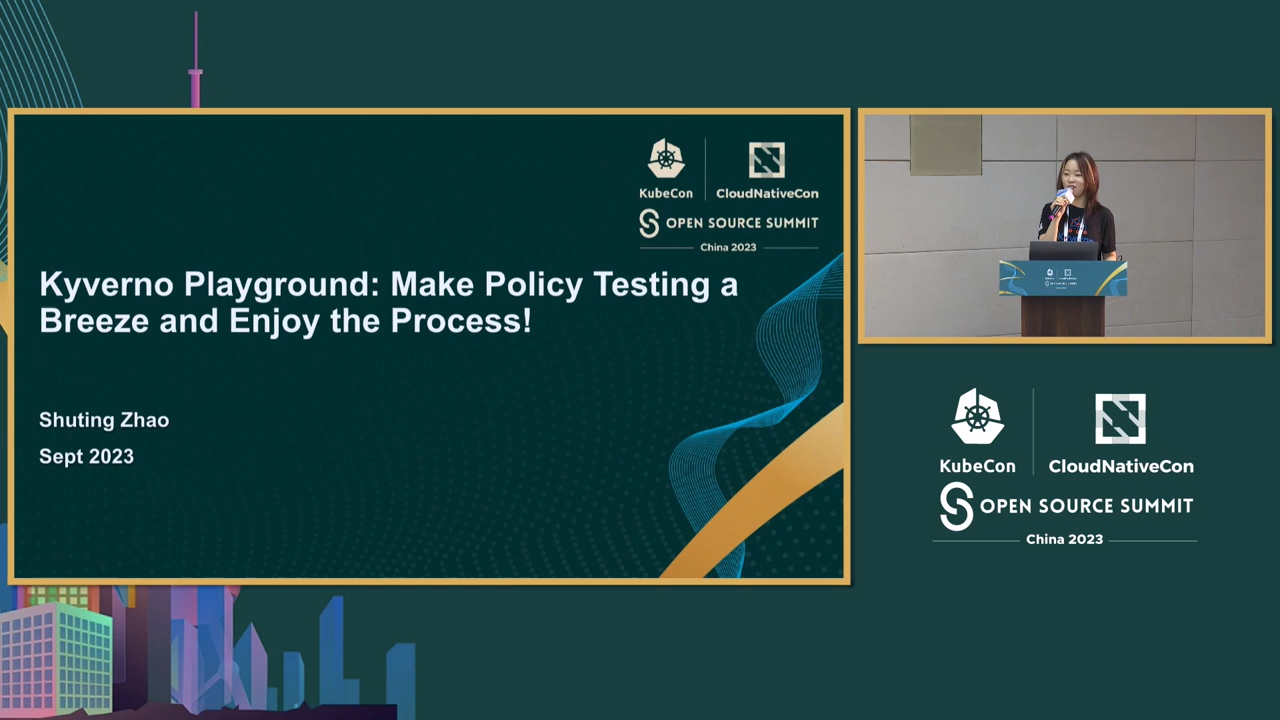 KubeCon
CloudNativeCon
OPEN SOURCE SUMMIT
China 2023
Kyverno Playground: Make Policy Testing a
Breeze and Enjoy the Process!
Shuting Zhao
Sept 2023
KubeCon
CloudNativeCon
OPEN SOURCE SUMMIT
China 2023